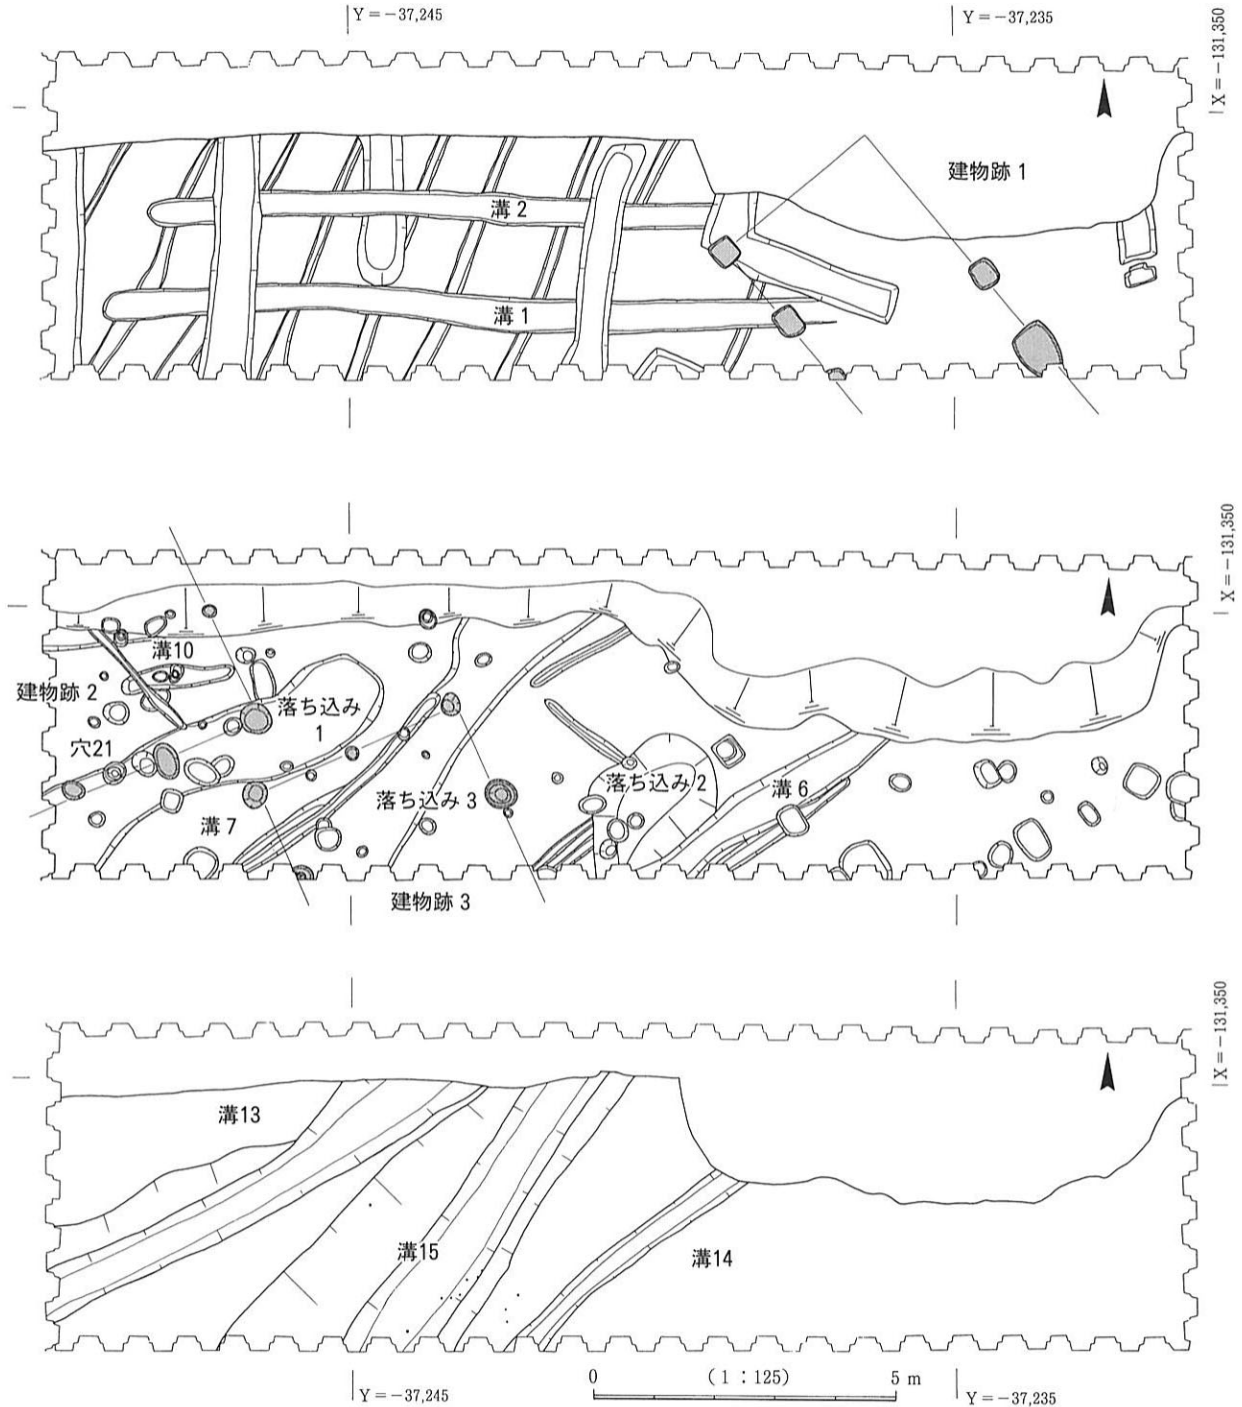 Y=-37,245
Y=-37,235
X=-131,350
建物跡 1
溝 2
溝 1
X=-131,350
溝10
建物跡 2
落ち込み
1
穴21
落ち込み 3
落ち込み 2
溝 6
溝 7
建物跡 3
X=-131,350
溝13
溝15
溝14
0 (1:125) 5 m
Y=-37,245
Y=-37,235